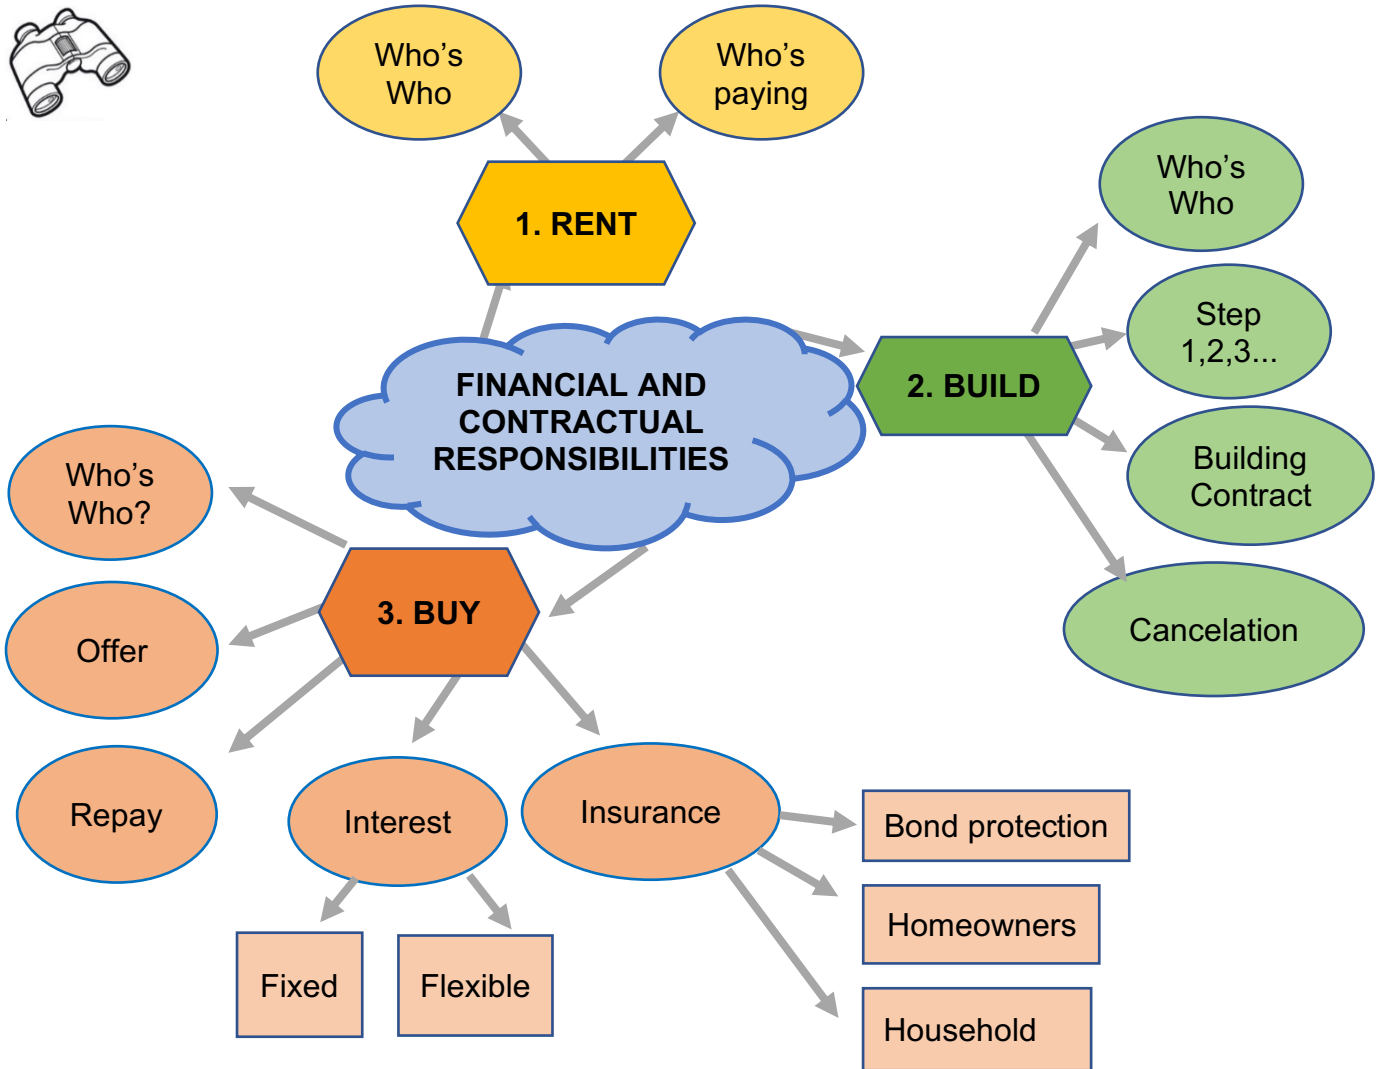 Who's
Who
Who's
paying
1. RENT
Who's
Who
Step
1,2,3...
2. BUILD
Building
Contract
Cancelation
FINANCIAL AND
CONTRACTUAL
RESPONSIBILITIES
Who's
Who?
3. BUY
Offer
Repay
Interest
Insurance
Bond protection
Homeowners
Household
Fixed
Flexible